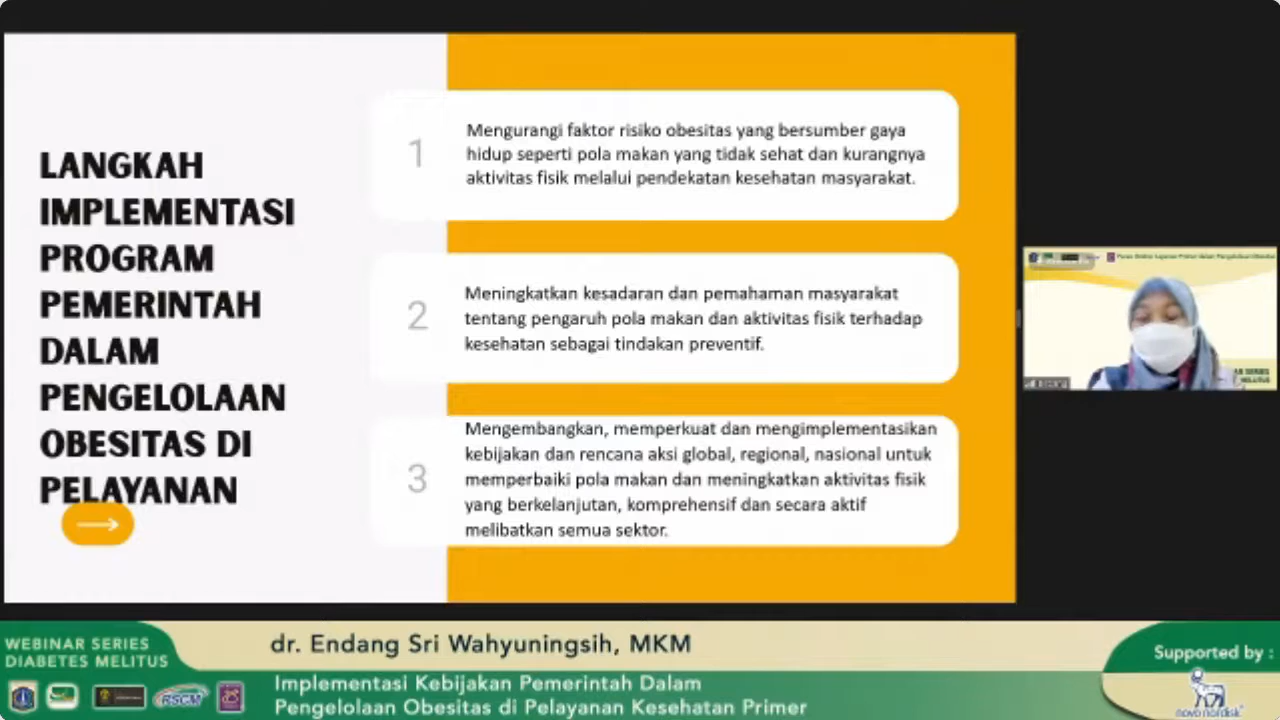 LANGKAH
IMPLEMENTASI
PROGRAM
PEMERINTAH
DALAM
PENGELOLAAN
OBESITAS DI
PELAYANAN
1
Mengurangi faktor risiko obesitas yang bersumber gaya
hidup seperti pola makan yang tidak sehat dan kurangnya
aktivitas fisik melalui pendekatan kesehatan masyarakat.
2
Meningkatkan kesadaran dan pemahaman masyarakat
tentang pengaruh pola makan dan aktivitas fisik terhadap
kesehatan sebagai tindakan preventif.
3
Mengembangkan, memperkuat dan mengimplementasikan
kebijakan dan rencana aksi global, regional, nasional untuk
memperbaiki pola makan dan meningkatkan aktivitas fisik
yang berkelanjutan, komprehensif dan secara aktif
melibatkan semua sektor.
WEBINAR SERIES
DIABETES MELITUS
RSCM
dr. Endang Sri Wahyuningsih, MKM
Implementasi Kebijakan Pemerintah Dalam
Pengelolaan Obesitas di Pelayanan Kesehatan Primer
Supported by :
novo nordisk